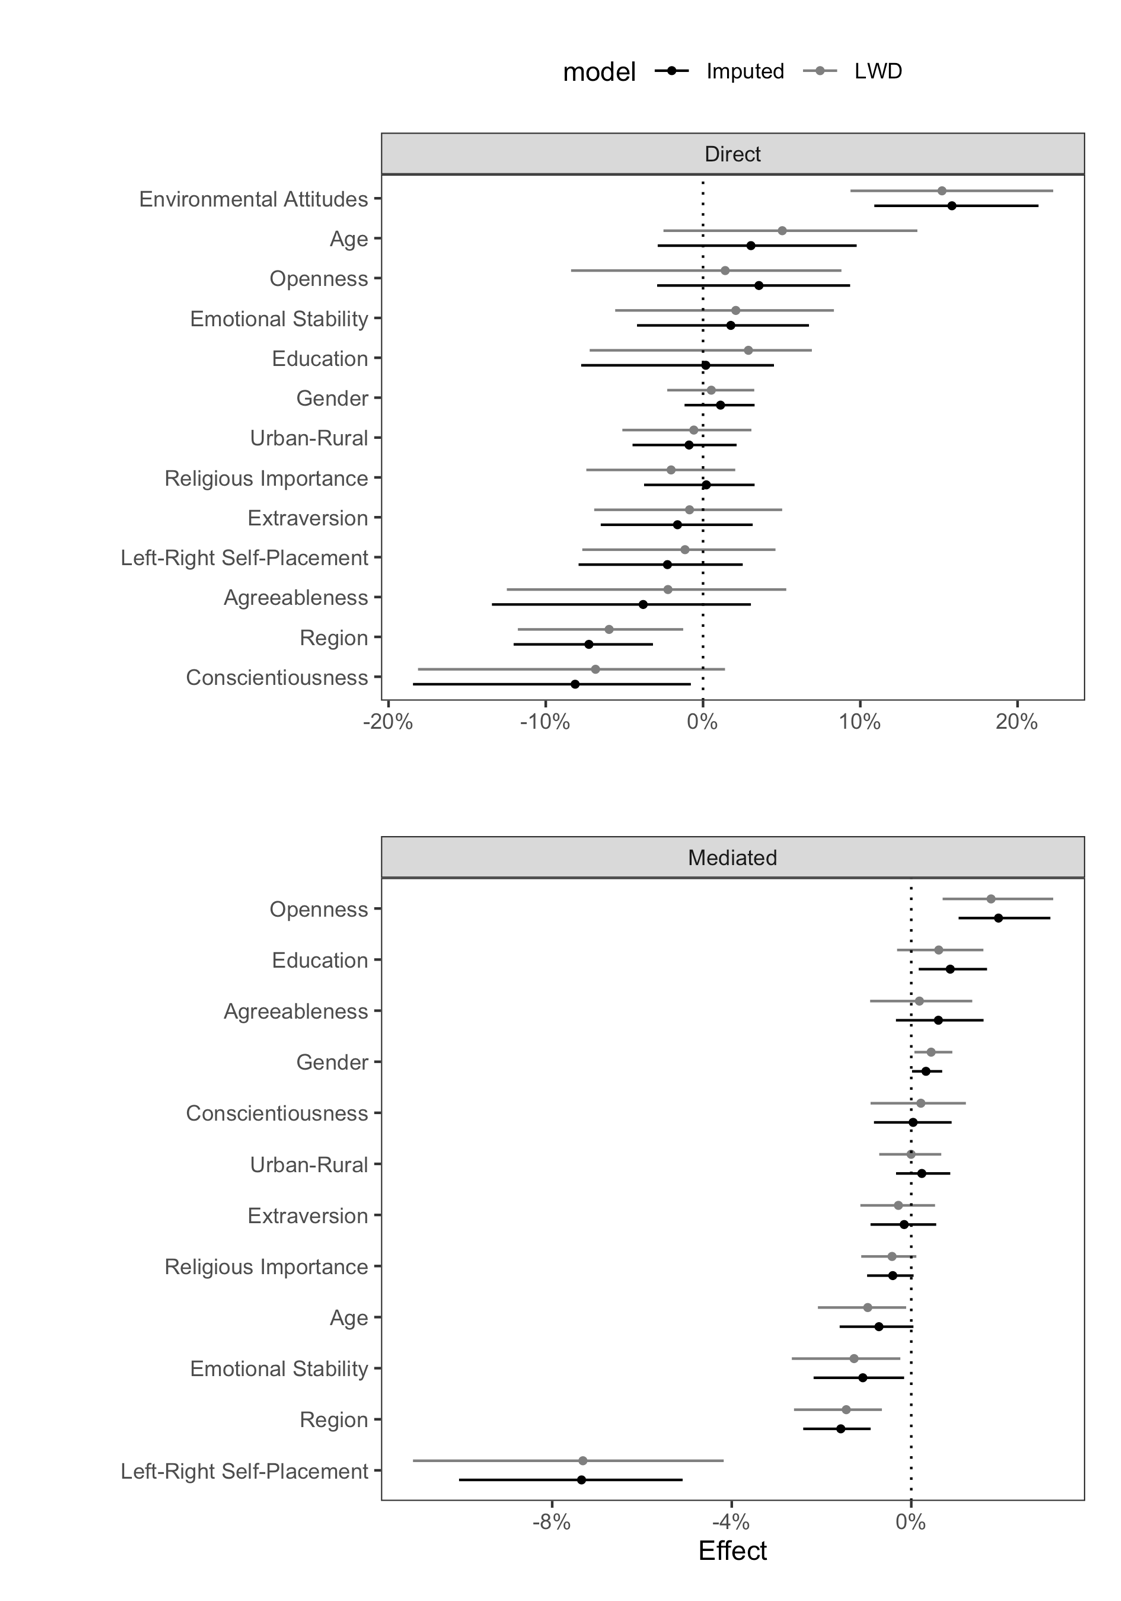 model Imputed LWD
Direct
Environmental Attitudes
Age
Openness
Emotional Stability
Education
Gender
Urban-Rural
Religious Importance
Extraversion
Left-Right Self-Placement
Agreeableness
Region
Conscientiousness
-20% -10% 0% 10% 20%
Mediated
Openness
Education
Agreeableness
Gender
Conscientiousness
Urban-Rural
Extraversion
Religious Importance
Age
Emotional Stability
Region
Left-Right Self-Placement
-8% -4% 0%
Effect